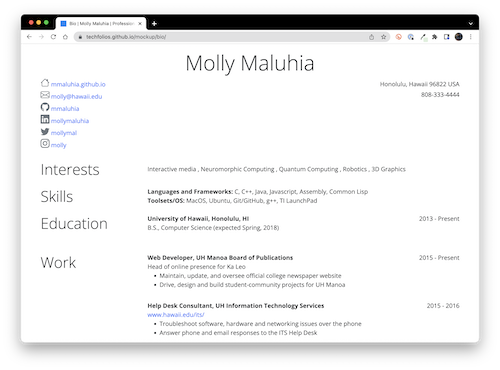 Bio | Molly Maluhia | Profession
techfolios.github.io/mockup/bio/
Molly Maluhia
mmaluhia.github.io
molly@hawaii.edu
mmaluhia
mollymaluhia
mollymal
molly
Honolulu, Hawaii 96822 USA
808-333-4444
Interests
Interactive media , Neuromorphic Computing , Quantum Computing , Robotics , 3D Graphics
Skills
Languages and Frameworks: C, C++, Java, Javascript, Assembly, Common Lisp
Toolsets/OS: MacOS, Ubuntu, Git/GitHub, g++, TI LaunchPad
Education
University of Hawaii, Honolulu, HI 2013 - Present
B.S., Computer Science (expected Spring, 2018)
Work
Web Developer, UH Manoa Board of Publications 2015 - Present
Head of online presence for Ka Leo
• Maintain, update, and oversee official college newspaper website
• Drive, design and build student-community projects for UH Manoa
Help Desk Consultant, UH Information Technology Services 2015 - 2016
www.hawaii.edu/its/
• Troubleshoot software, hardware and networking issues over the phone
• Answer phone and email responses to the ITS Help Desk